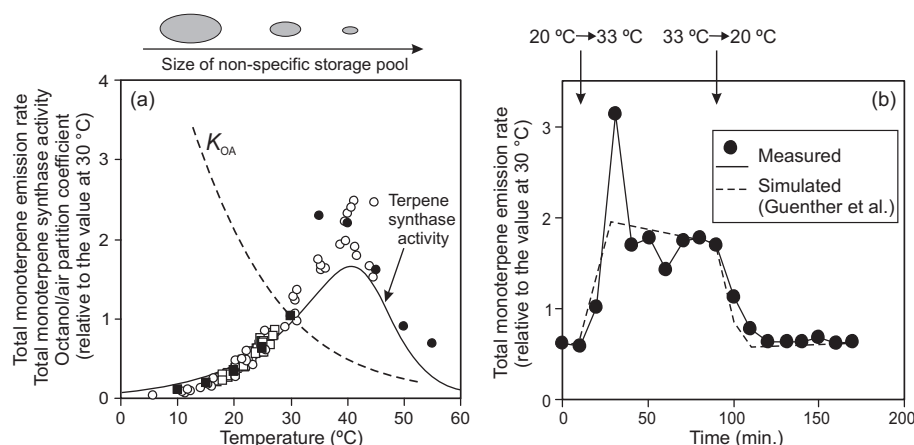 Size of non-specific storage pool
(a)
Total monoterpene emission rate
Total moterpene synthase activity
Octanol/air partition coefficient
(relative to the value at 30 °C)
4
3
2
1
0
K_OA
Terpene
synthase
activity
0 10 20 30 40 50 60
Temperature (ºC)
20 ºC→33 ºC 33 ºC→20 ºC
(b)
Total monoterpene emission rate
(relative to the value at 30 °C)
3
2
1
0
Measured
Simulated
(Guenther et al.)
0 50 100 150 200
Time (min.)